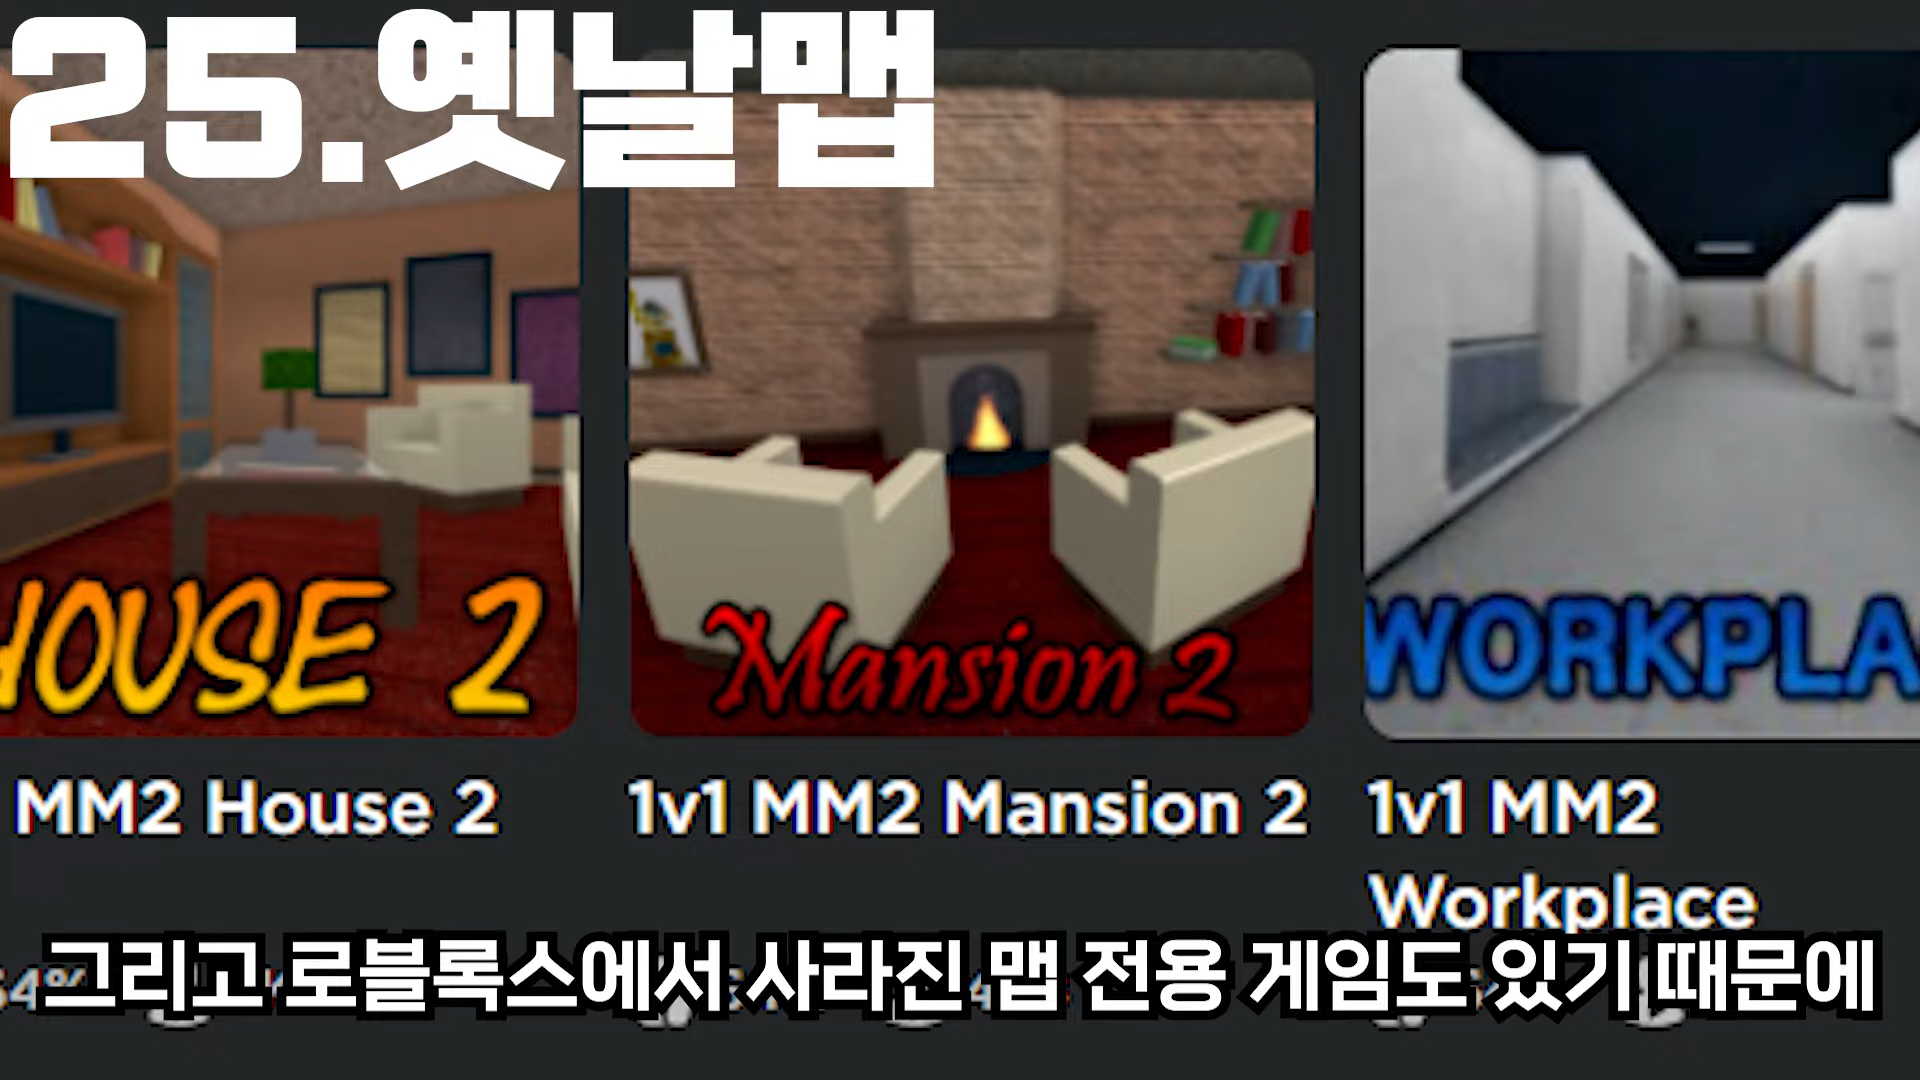 25.옛날맵
HOUSE 2
Mansion 2
WORKPLA
MM2 House 2
1v1 MM2 Mansion 2
1v1 MM2
Workplace
그리고 로블록스에서 사라진 맵 전용 게임도 있기 때문에